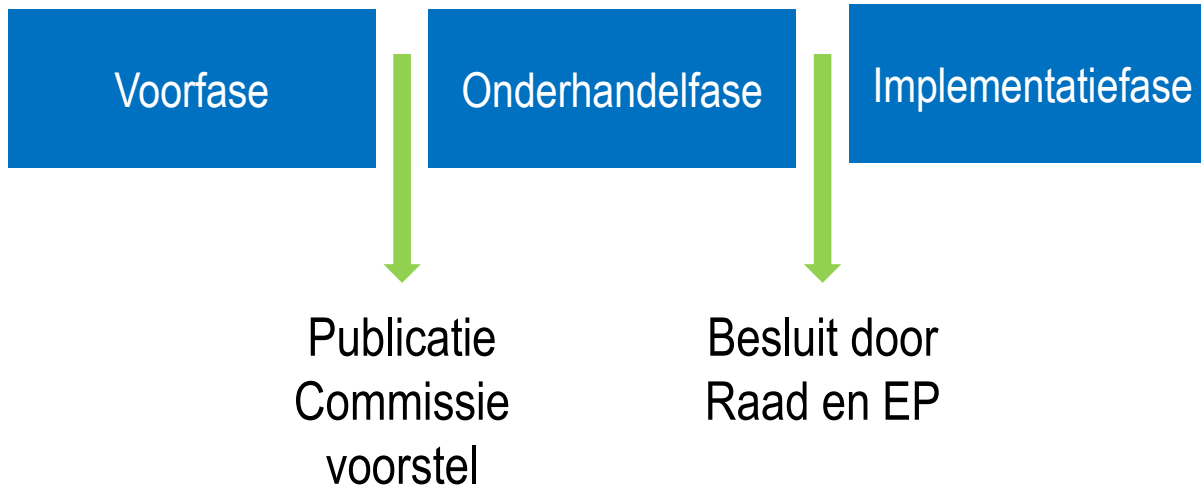 Voorfase
Onderhandelfase
Implementatiefase
Publicatie
Commissie
voorstel
Besluit door
Raad en EP